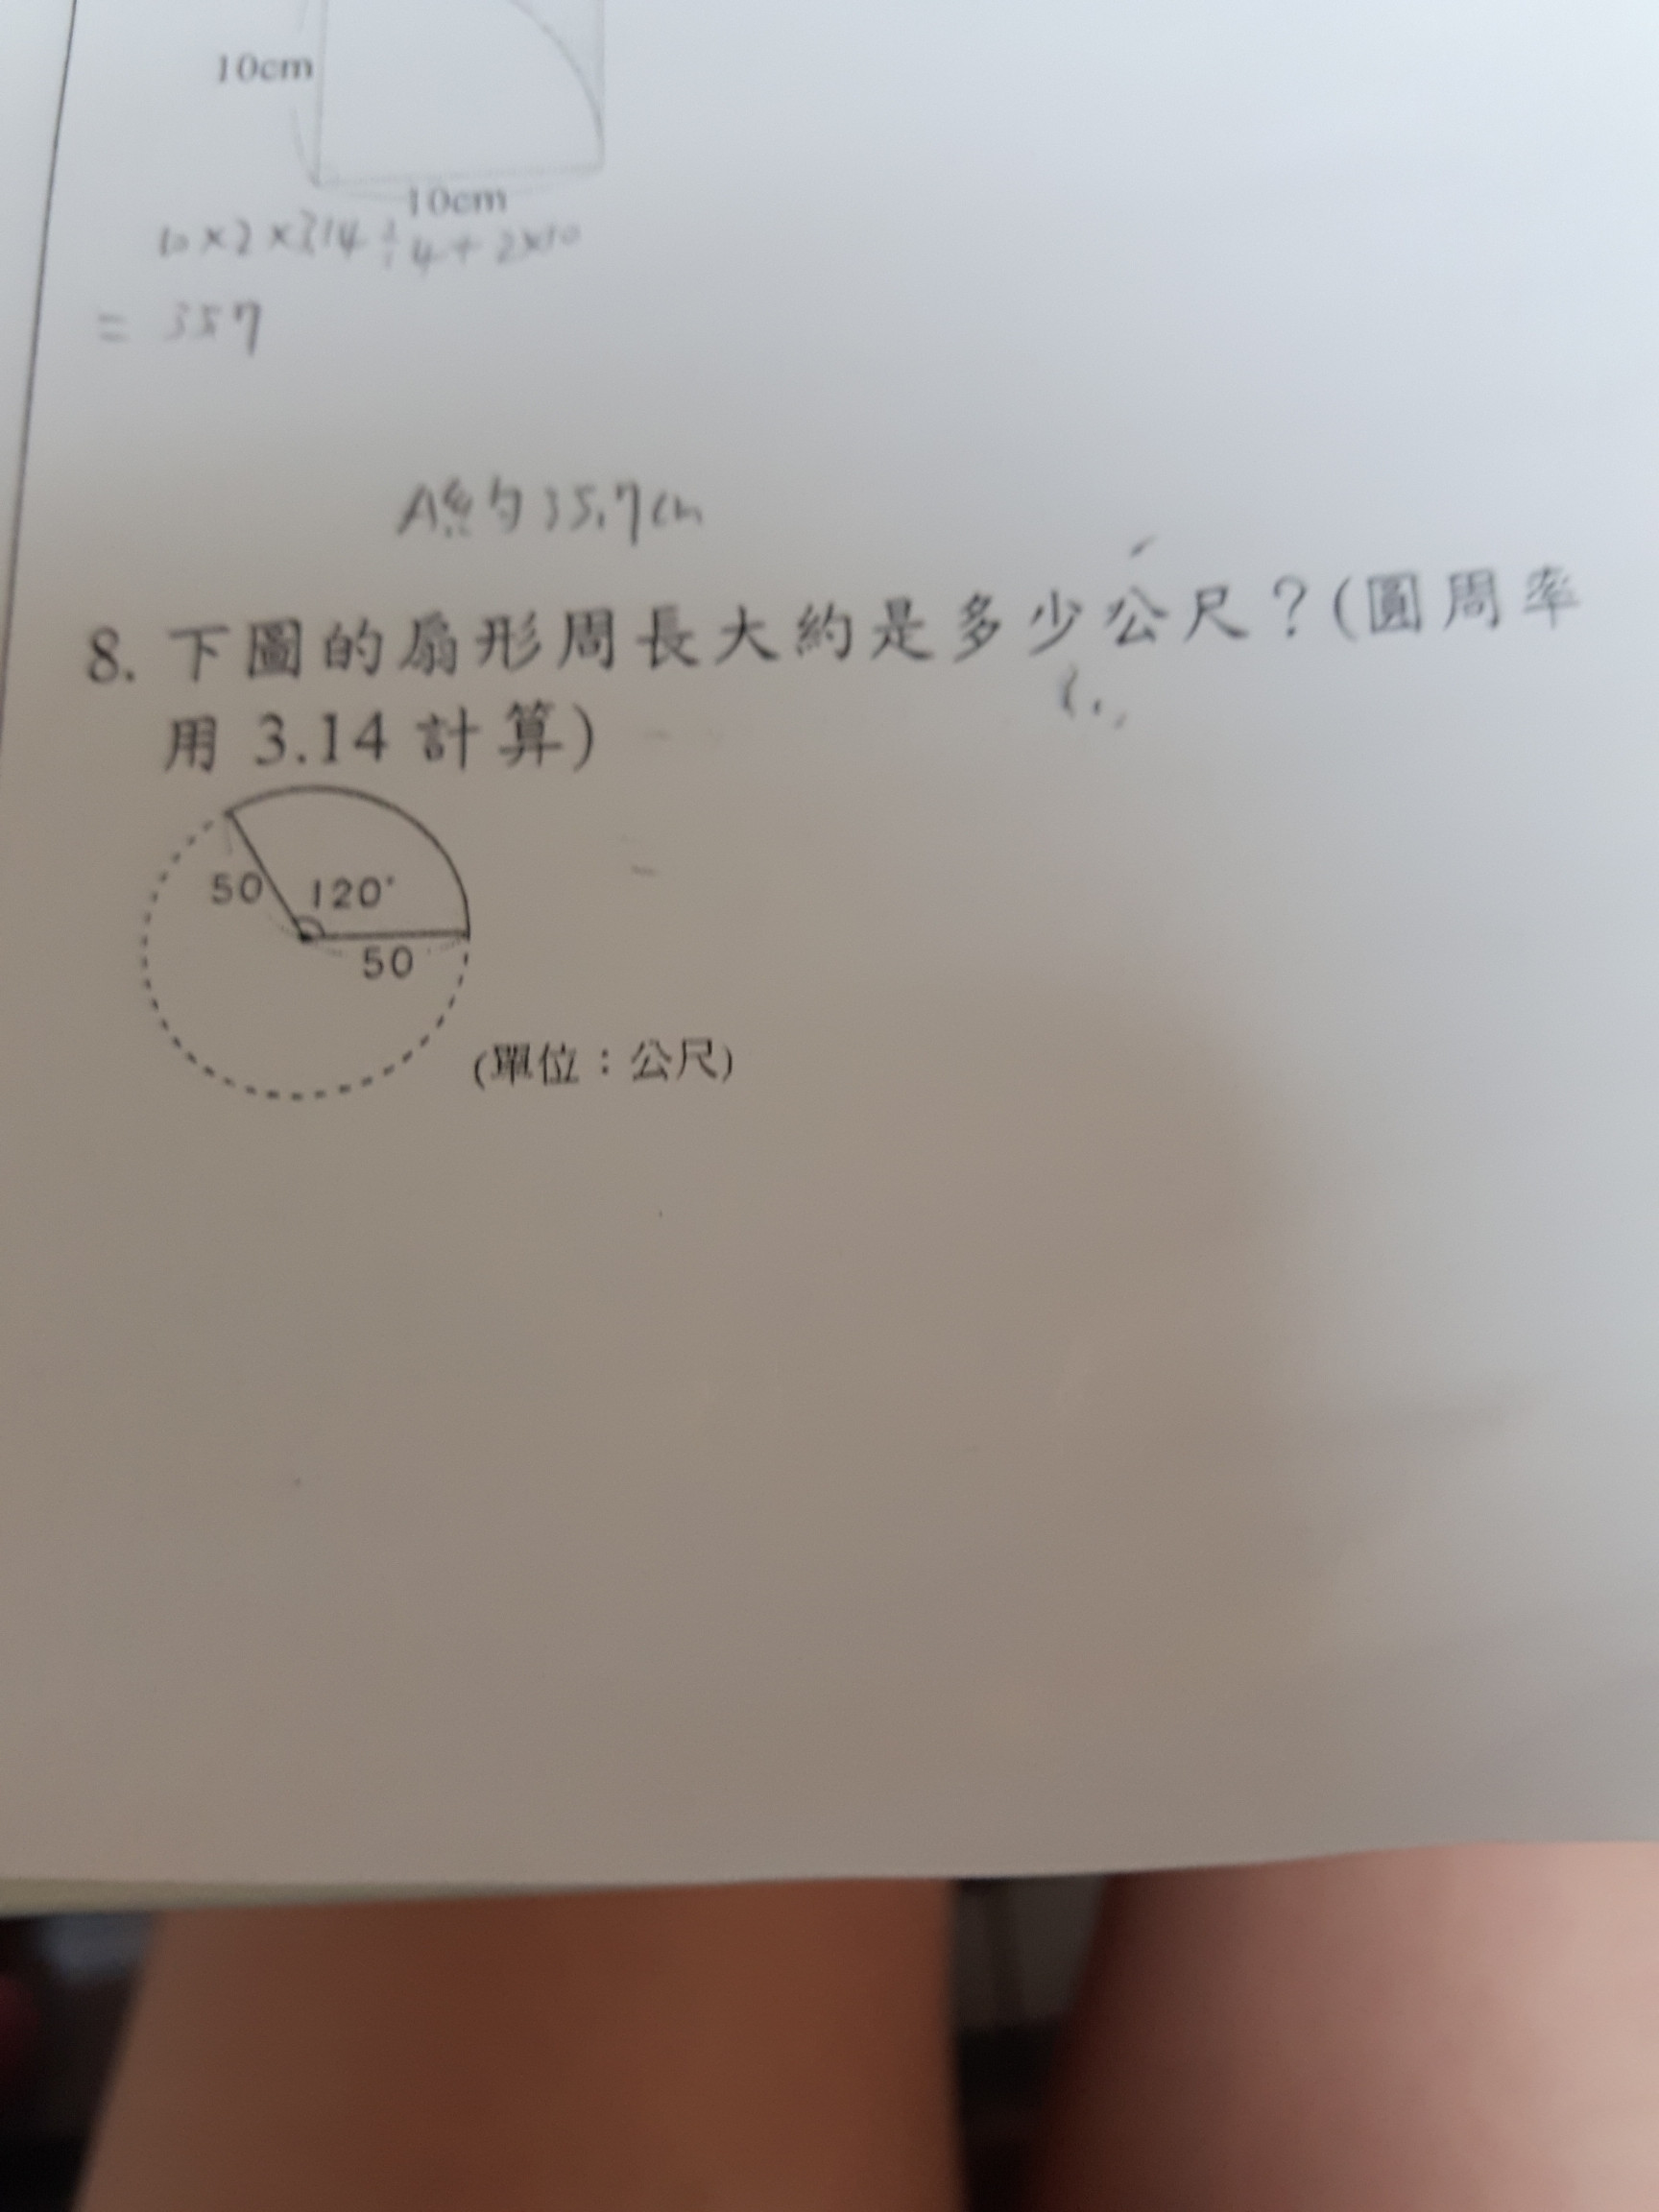 10cm
10cm
10×2×3.14÷4+2×10
= 357
A約35.7cm
8. 下圖的扇形周長大約是多少公尺？(圓周率
用 3.14 計算)
50 120°
50
(單位：公尺)